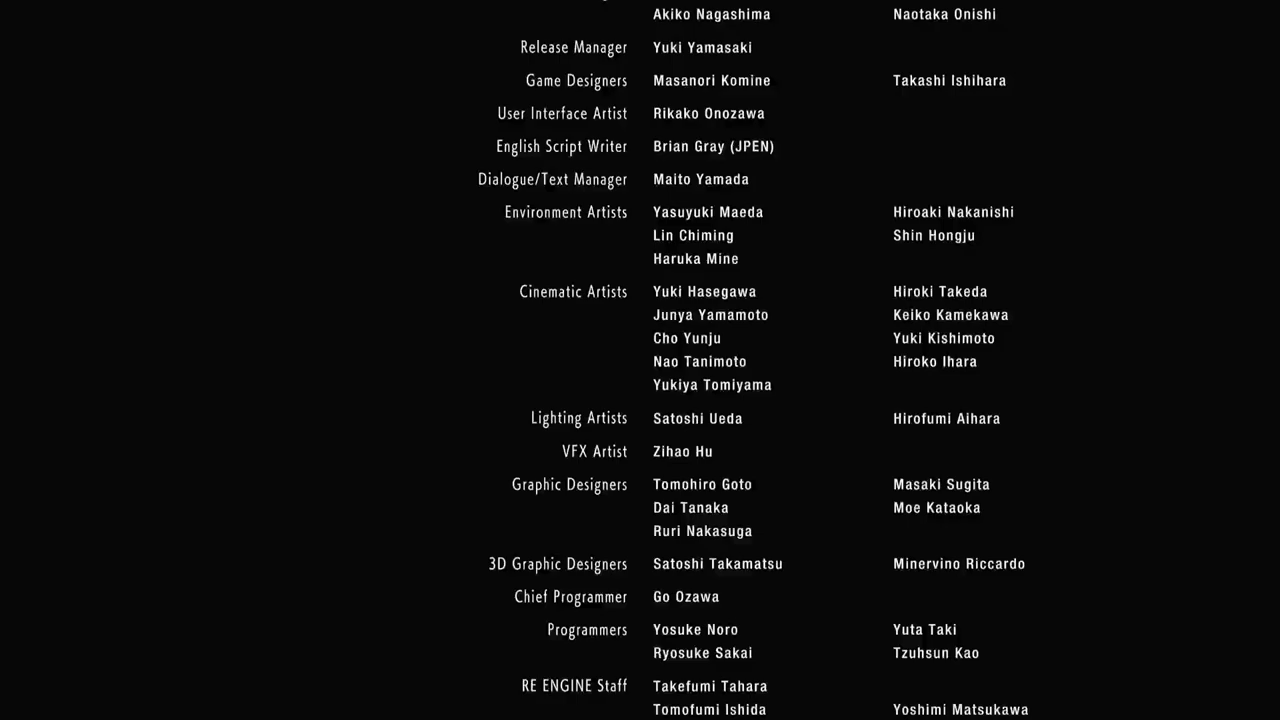 Akiko Nagashima Naotaka Onishi
Release Manager Yuki Yamasaki
Game Designers Masanori Komine Takashi Ishihara
User Interface Artist Rikako Onozawa
English Script Writer Brian Gray (JPEN)
Dialogue/Text Manager Maito Yamada
Environment Artists Yasuyuki Maeda Hiroaki Nakanishi
Lin Chiming Shin Hongju
Haruka Mine
Cinematic Artists Yuki Hasegawa Hiroki Takeda
Junya Yamamoto Keiko Kamekawa
Cho Yunju Yuki Kishimoto
Nao Tanimoto Hiroko Ihara
Yukiya Tomiyama
Lighting Artists Satoshi Ueda Hirofumi Aihara
VFX Artist Zihao Hu
Graphic Designers Tomohiro Goto Masaki Sugita
Dai Tanaka Moe Kataoka
Ruri Nakasuga
3D Graphic Designers Satoshi Takamatsu Minervino Riccardo
Chief Programmer Go Ozawa
Programmers Yosuke Noro Yuta Taki
Ryosuke Sakai Tzuhsun Kao
RE ENGINE Staff Takefumi Tahara
Tomofumi Ishida Yoshimi Matsukawa